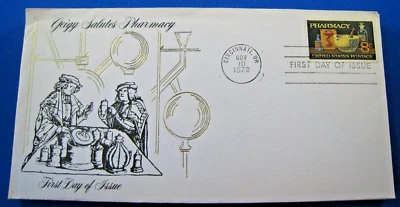 Geigy Salutes Pharmacy
First Day of Issue
CINCINNATI, OH
NOV
10
1972
PHARMACY
8c
UNITED STATES POSTAGE
FIRST DAY OF ISSUE